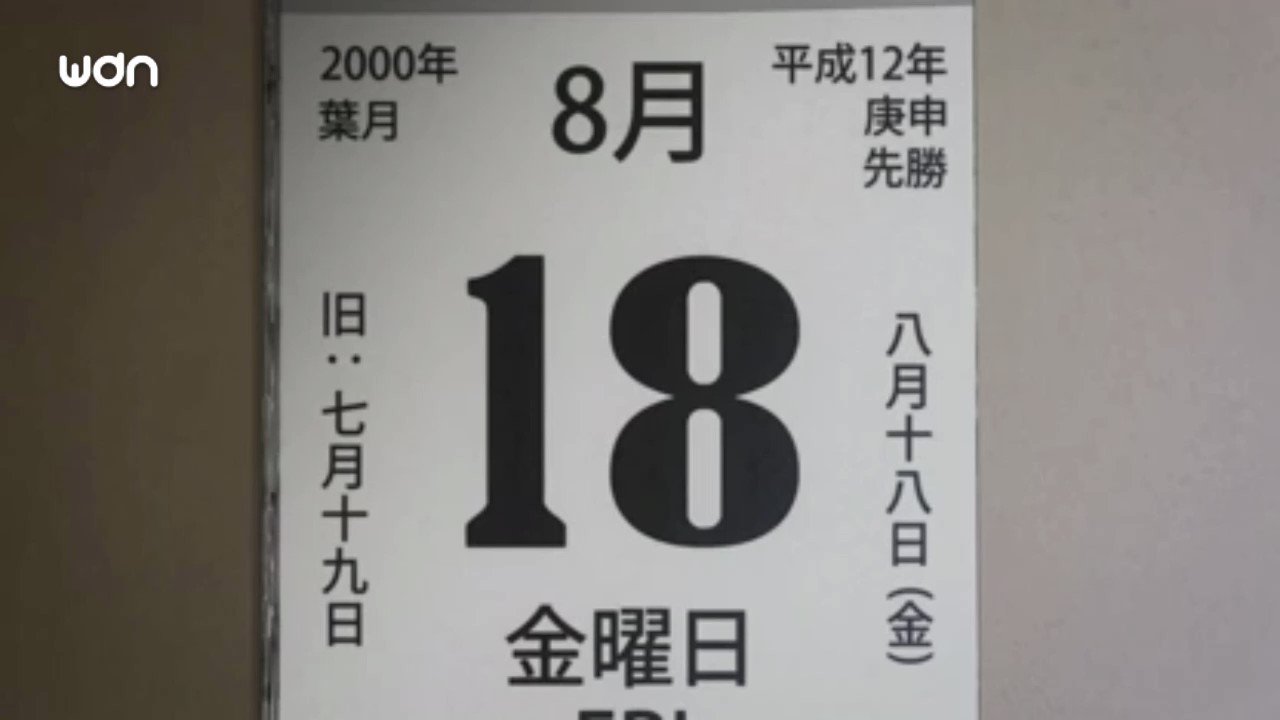 wdn
2000年
葉月
8月
平成12年
庚申
先勝
18
旧：七月十九日
八月十八日（金）
金曜日
FRI